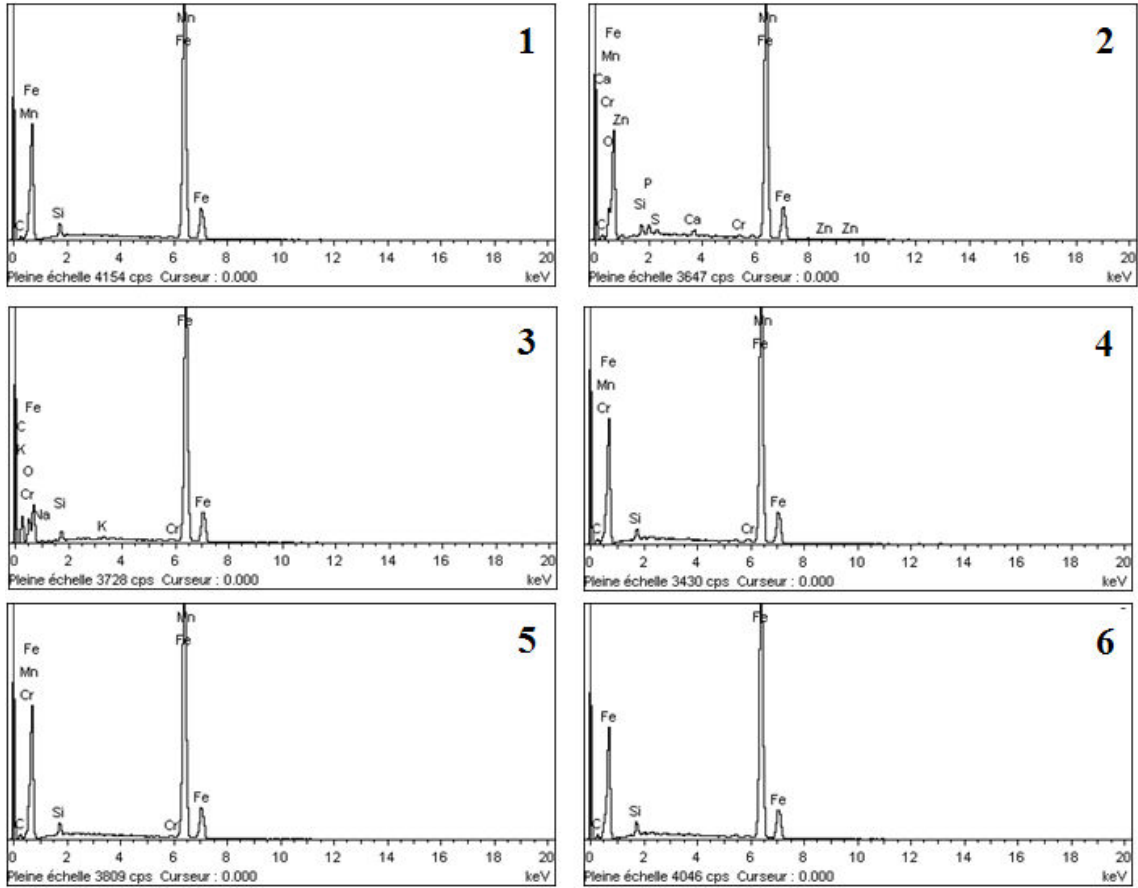 1
Mn
Fe
Fe
Mn
Fe
C
Si
0 2 4 6 8 10 12 14 16 18 20
Pleine échelle 4154 cps Curseur : 0.000 keV
2
Mn
Fe
Fe
Mn
Ca
Cr
Zn
O
P
Si
S
Ca
Cr
Fe
C
Zn Zn
0 2 4 6 8 10 12 14 16 18 20
Pleine échelle 3647 cps Curseur : 0.000 keV
3
Fe
Fe
C
K
O
Cr
Na
Si
K
Cr
Fe
0 2 4 6 8 10 12 14 16 18 20
Pleine échelle 3728 cps Curseur : 0.000 keV
4
Mn
Fe
Fe
Mn
Cr
Fe
C
Si
Cr
0 2 4 6 8 10 12 14 16 18 20
Pleine échelle 3430 cps Curseur : 0.000 keV
5
Mn
Fe
Fe
Mn
Cr
Fe
C
Si
Cr
0 2 4 6 8 10 12 14 16 18 20
Pleine échelle 3809 cps Curseur : 0.000 keV
6
Fe
Fe
Fe
C
Si
0 2 4 6 8 10 12 14 16 18 20
Pleine échelle 4046 cps Curseur : 0.000 keV